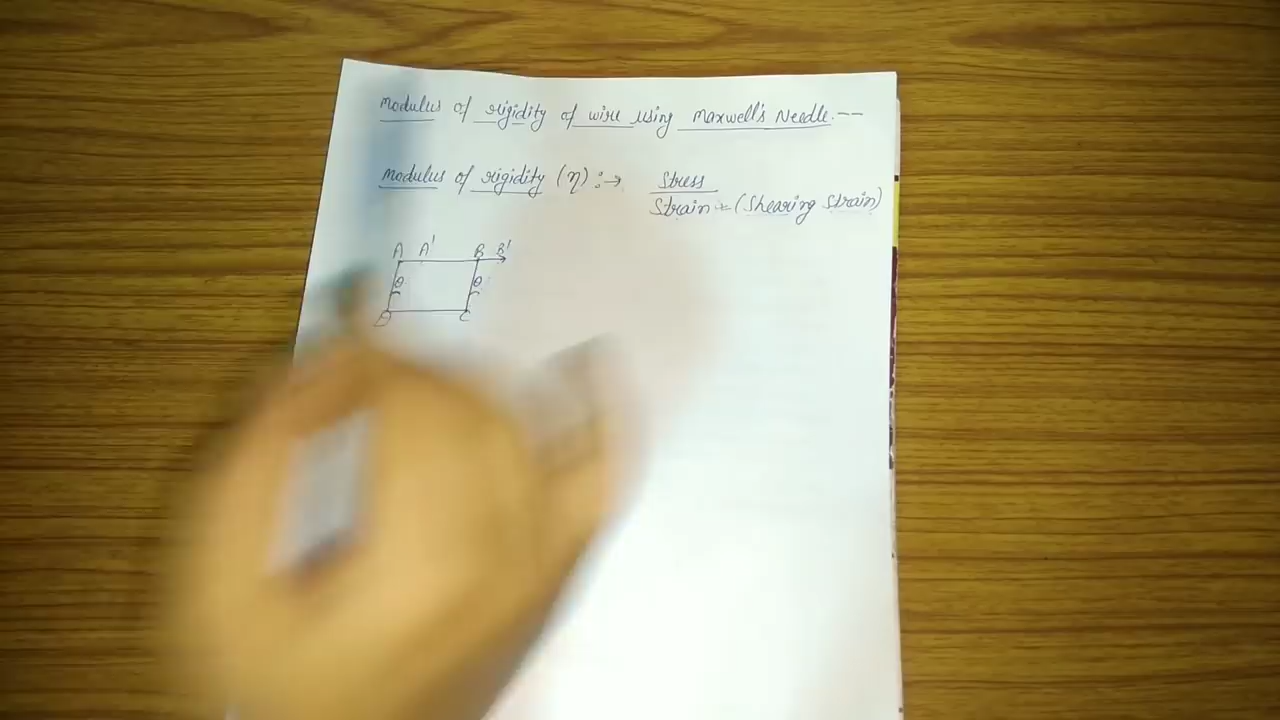 Modulus of rigidity of wire using Maxwell's Needle.--
Modulus of rigidity (η) :→ Stress
Strain → (Shearing Strain)
A A' B B'
θ θ
D C